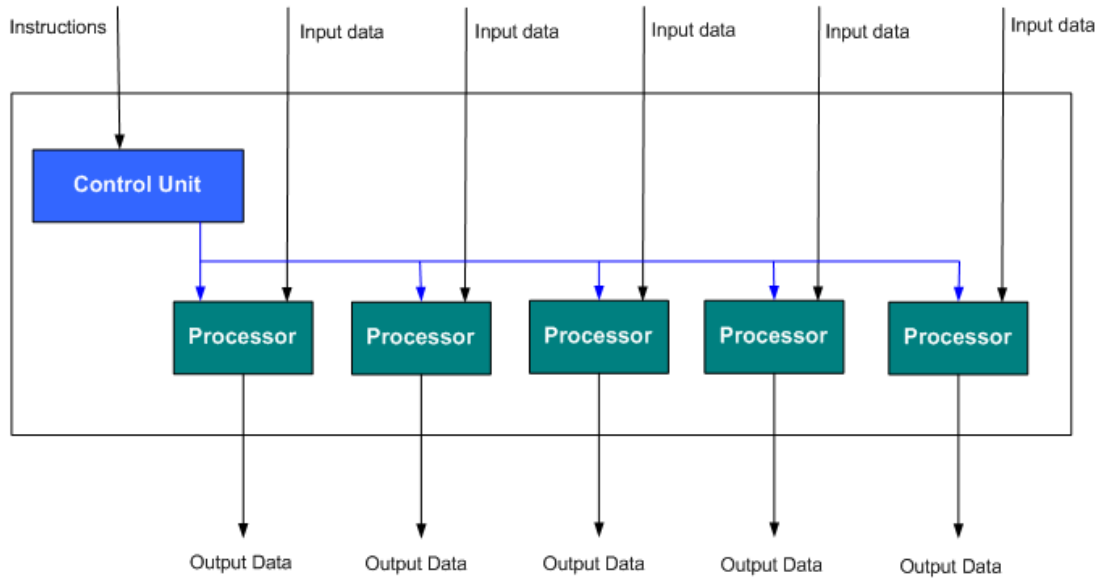 Instructions
Input data
Input data
Input data
Input data
Input data
Control Unit
Processor
Processor
Processor
Processor
Processor
Output Data
Output Data
Output Data
Output Data
Output Data